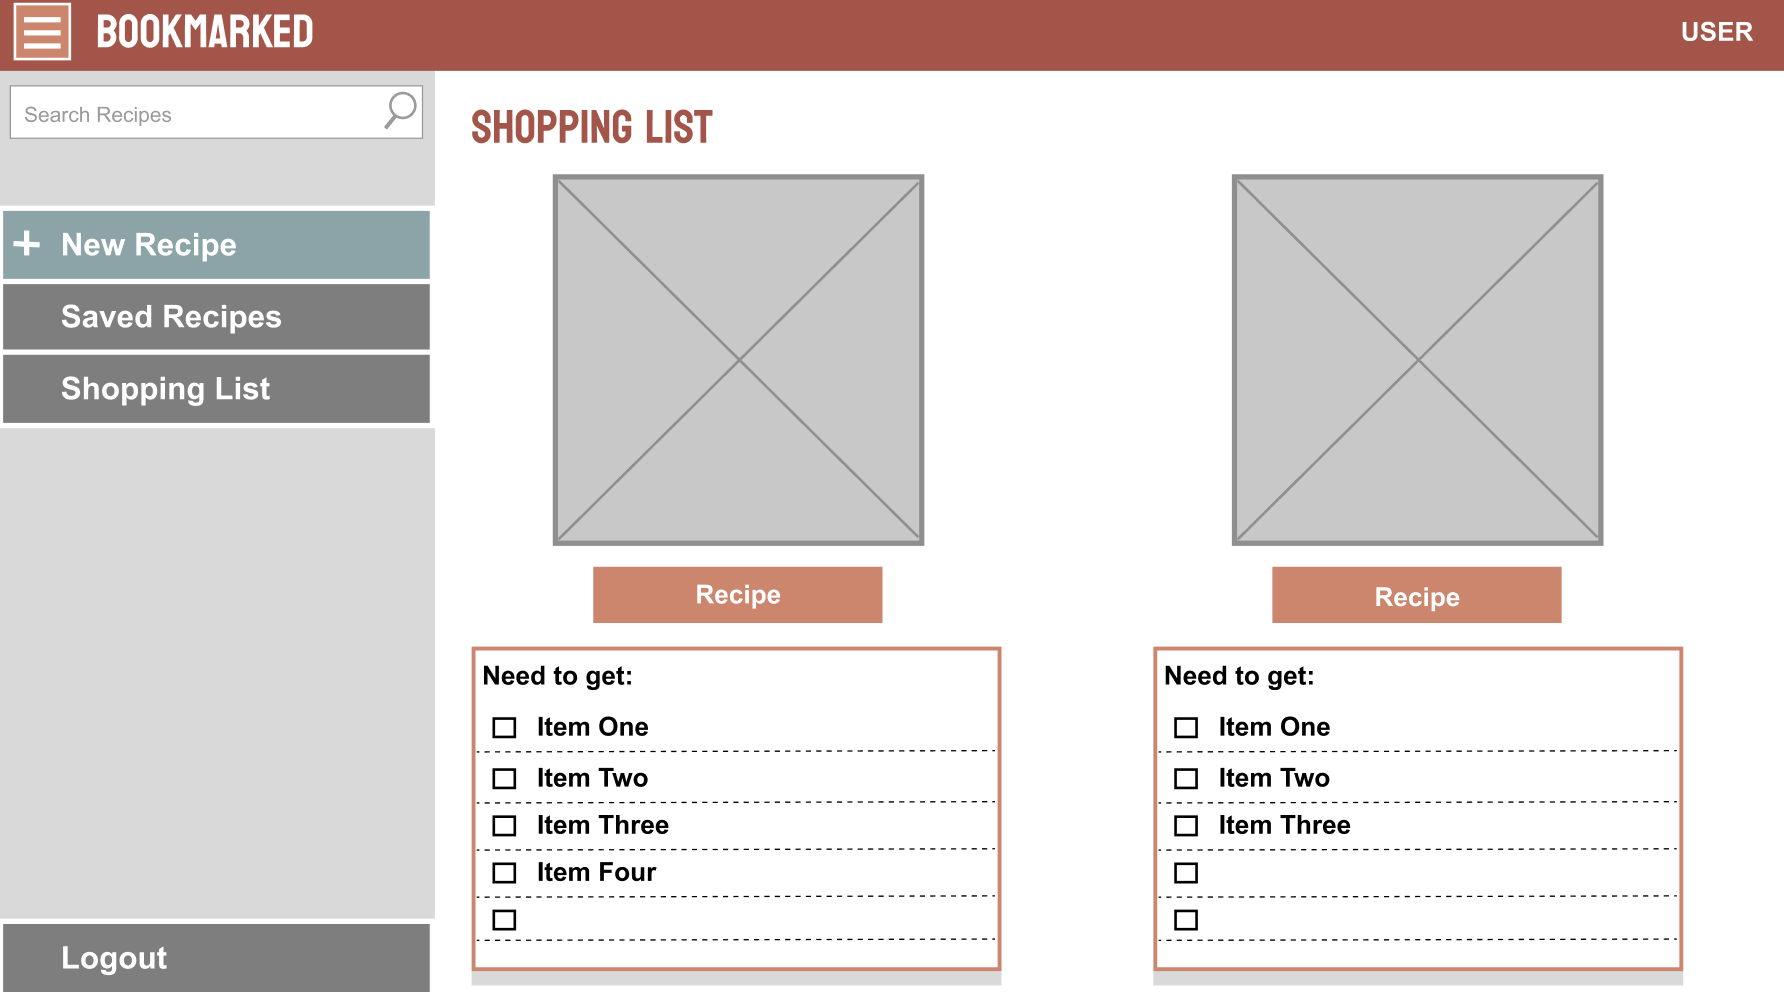 BOOKMARKED
USER
Search Recipes
New Recipe
Saved Recipes
Shopping List
Logout
SHOPPING LIST
Recipe
Need to get:
Item One
Item Two
Item Three
Item Four
Recipe
Need to get:
Item One
Item Two
Item Three